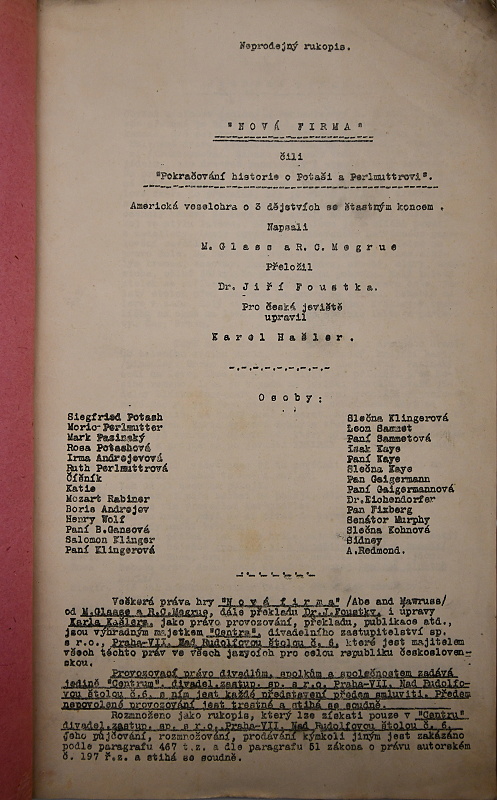 Neprodejný rukopis.
"NOVÁ FIRMA"
čili
"Pokračování historie o Potaši a Perlmuttrovi".
Americká veselohra o 3 dějstvích se šťastným koncem .
Napsali
M. Glass a R. C. Megrue
Přeložil
Dr. Jiří Foustka.
Pro česká jeviště
upravil
Karel Hašler.
Osoby:
Siegfried Potash
Moric Perlmutter
Mark Pasinský
Rosa Potashová
Irma Andrejevová
Ruth Perlmuttrová
Číšník
Katie
Mozart Rabiner
Boris Andrejev
Henry Wolf
Paní B.Gansová
Salomon Klinger
Paní Klingerová
Slečna Klingerová
Leon Sammet
Paní Sammetová
Isak Kaye
Paní Kaye
Slečna Kaye
Pan Gaigermann
Paní Gaigermannová
Dr.Eichendorfer
Pan Fixberg
Senátor Murphy
Slečna Kohnová
Sidney
A.Redmond.
Veškerá práva hry "Nová firma" /Abe and Mawruss/
od M.Glasse a R.C.Megrue, dále překladu Dr.J.Foustky, i úpravy
Karla Hašlera, jako právo provozování, překladu, publikace atd.,
jsou výhradným majetkem "Centra", divadelního zastupitelství sp.
s r.o., Praha-VII. Nad Rudolfovou štolou č.6. které jest majitelem
všech těchto práv ve všech jazycích pro celou republiku českosloven-
skou.
Provozovací právo divadlům, spolkům a společnostem zadává
jedině "Centrum", divadel.zastup. sp. s r.o. Praha-VII. Nad Rudolfo-
vou štolou č.6. s ním jest každé představení předem smluviti. Předem
nepovolené provozování jest trestné a stihá se soudně.
Rozmnoženo jako rukopis, který lze získati pouze v "Centru"
divadel.zastup. sp. s r.o., Praha-VII. Nad Rudolfovou štolou č. 6.
Jeho půjčování, rozmnožování, prodávání kýmkoli jiným jest zakázáno
podle paragrafu 467 t.z. a dle paragrafu 51 zákona o právu autorském
č. 197 ř.z. a stihá se soudně.